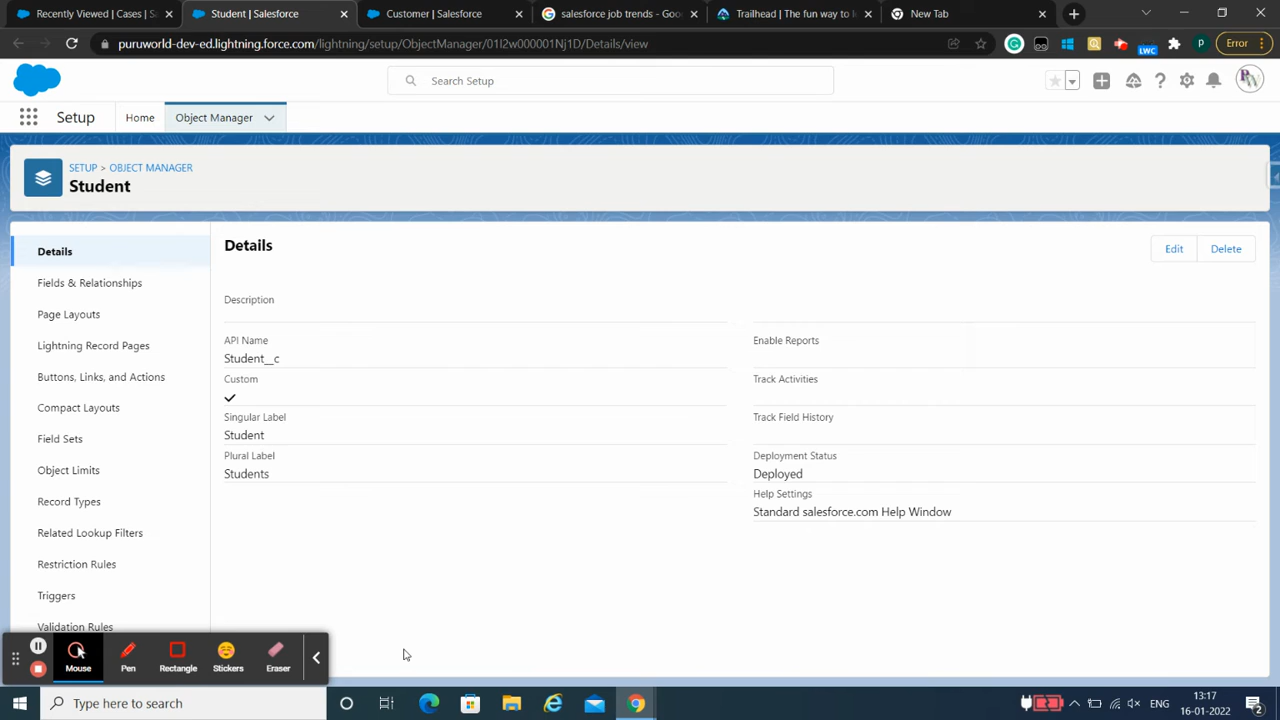 Recently Viewed | Cases | Sa
Student | Salesforce
Customer | Salesforce
salesforce job trends - Goo
Trailhead | The fun way to le
New Tab
puruworld-dev-ed.lightning.force.com/lightning/setup/ObjectManager/01I2w000001Nj1D/Details/view
LWC
P
Error
Search Setup
Setup
Home
Object Manager
SETUP > OBJECT MANAGER
Student
Details
Fields & Relationships
Page Layouts
Lightning Record Pages
Buttons, Links, and Actions
Compact Layouts
Field Sets
Object Limits
Record Types
Related Lookup Filters
Restriction Rules
Triggers
Validation Rules
Details
Edit
Delete
Description
API Name
Student__c
Custom
Singular Label
Student
Plural Label
Students
Enable Reports
Track Activities
Track Field History
Deployment Status
Deployed
Help Settings
Standard salesforce.com Help Window
Mouse
Pen
Rectangle
Stickers
Eraser
Type here to search
ENG
13:17
16-01-2022
2